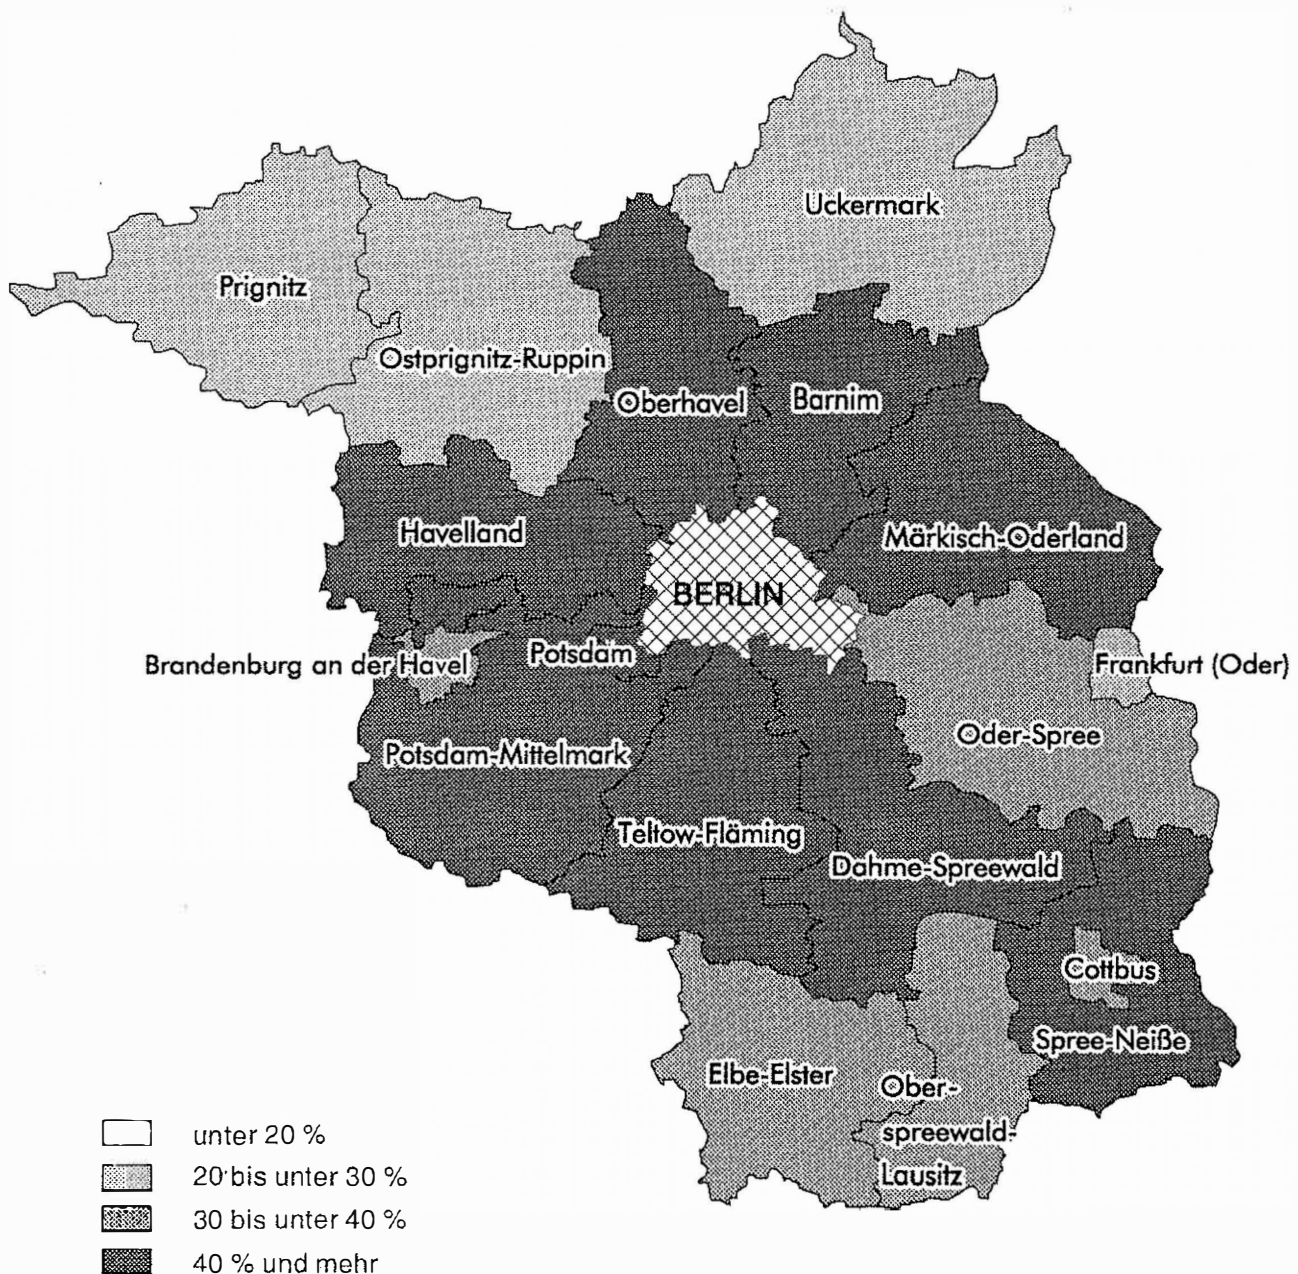 Uckermark
Prignitz
Ostprignitz-Ruppin
Oberhavel
Barnim
Havelland
Märkisch-Oderland
BERLIN
Potsdam
Brandenburg an der Havel
Frankfurt (Oder)
Oder-Spree
Potsdam-Mittelmark
Teltow-Fläming
Dahme-Spreewald
Cottbus
Spree-Neiße
Elbe-Elster
Ober-
spreewald-
Lausitz
unter 20 %
20 bis unter 30 %
30 bis unter 40 %
40 % und mehr